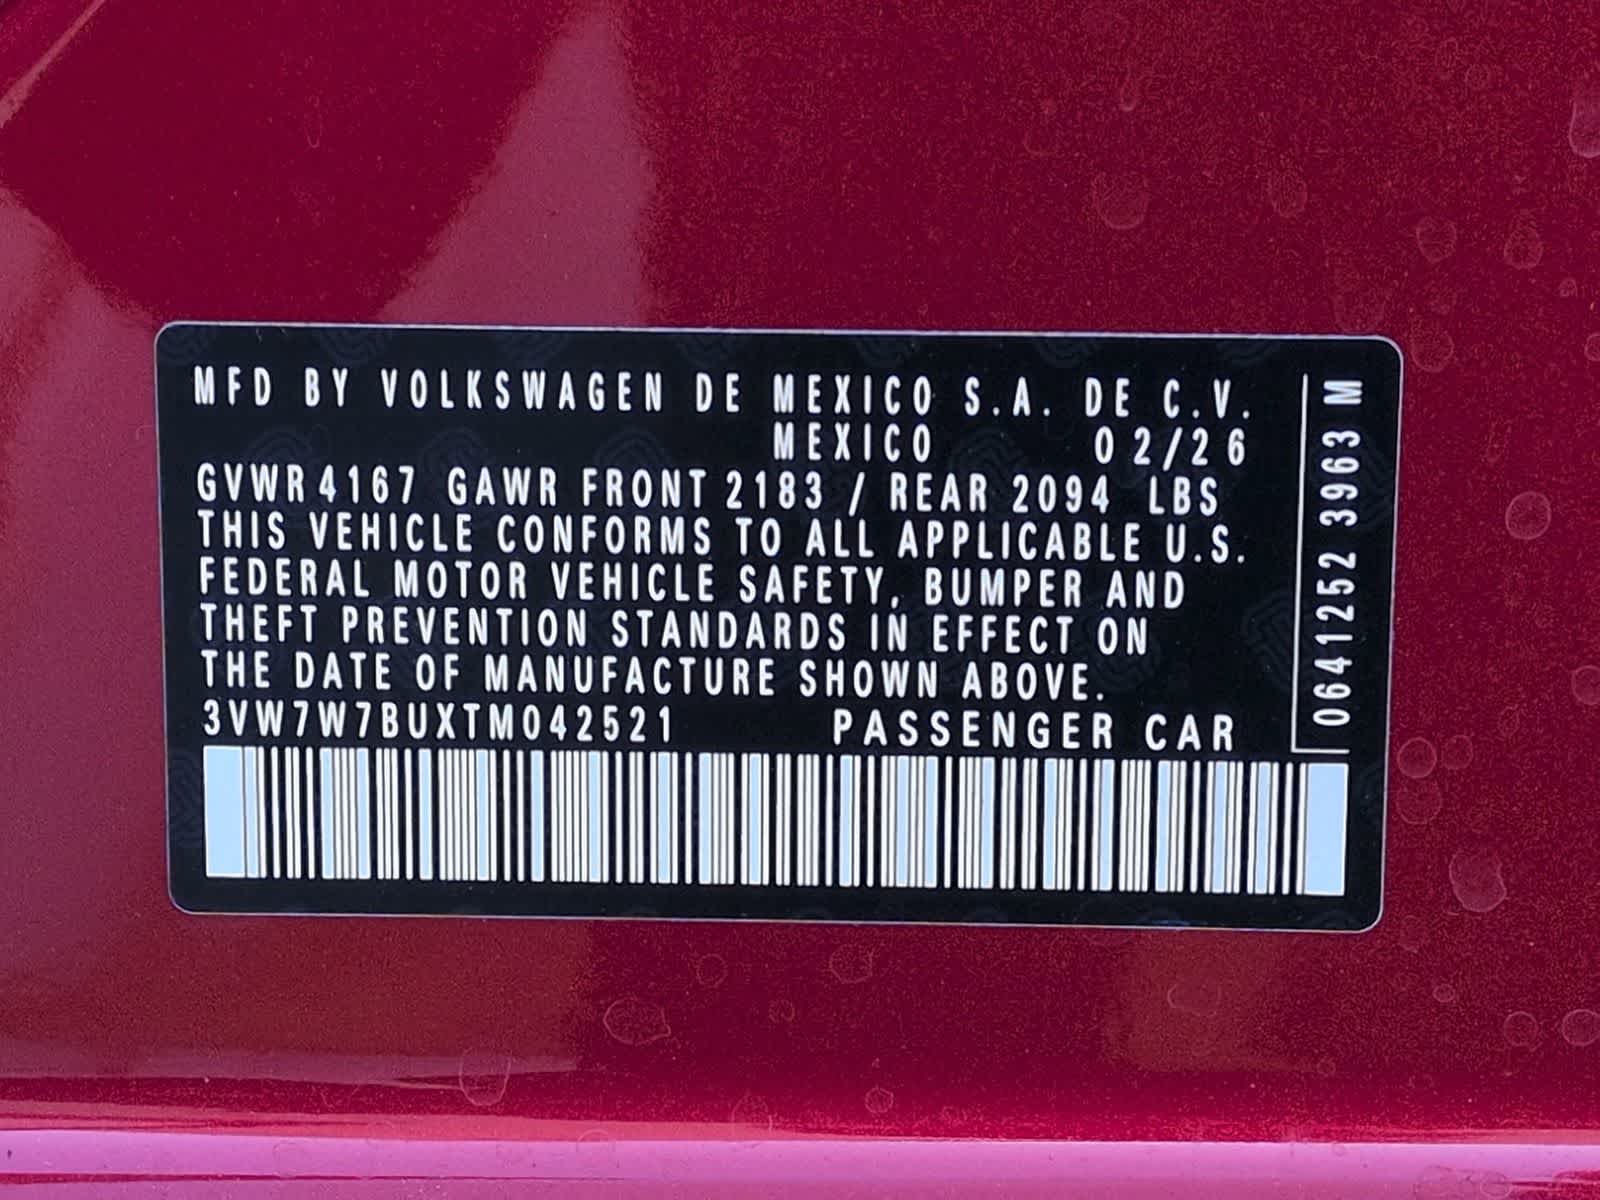 MFD BY VOLKSWAGEN DE MEXICO S.A. DE C.V.
MEXICO 02/26
GVWR 4167 GAWR FRONT 2183 / REAR 2094 LBS
THIS VEHICLE CONFORMS TO ALL APPLICABLE U.S.
FEDERAL MOTOR VEHICLE SAFETY, BUMPER AND
THEFT PREVENTION STANDARDS IN EFFECT ON
THE DATE OF MANUFACTURE SHOWN ABOVE.
3VW7W7BUXTM042521 PASSENGER CAR
0641252 3963 M